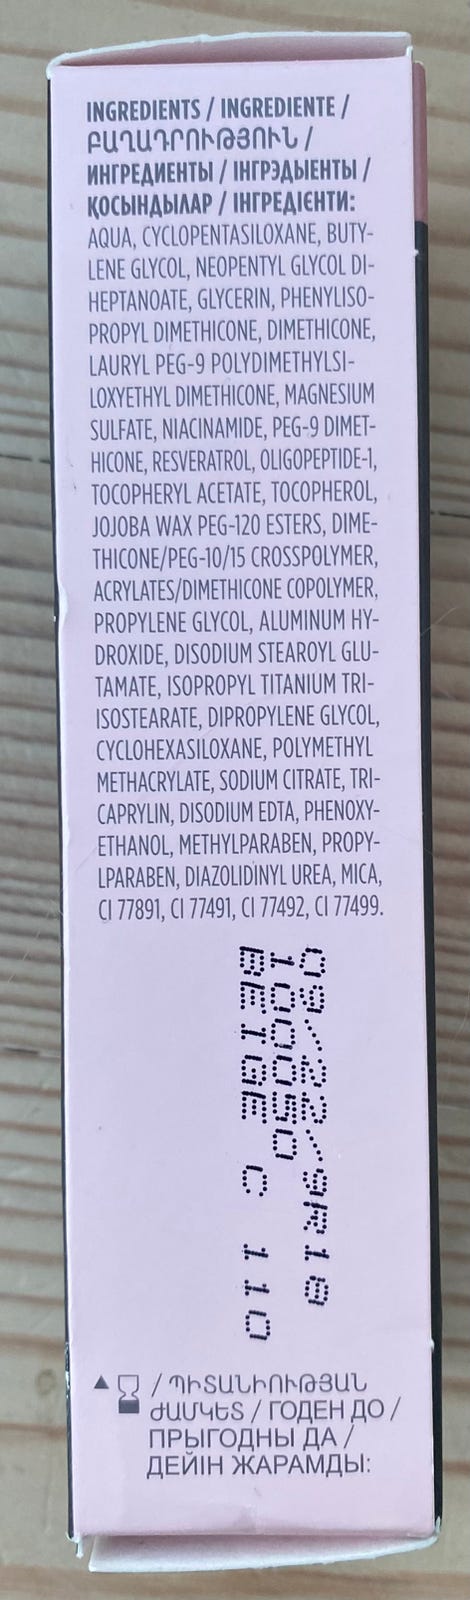 INGREDIENTS / INGREDIENTE /
ԲԱՂԱԴՐՈՒԹՅՈՒՆ /
ИНГРЕДИЕНТЫ / ІНГРЭДЫЕНТЫ /
ҚОСЫНДЫЛАР / ІНГРЕДІЄНТИ:
AQUA, CYCLOPENTASILOXANE, BUTY-
LENE GLYCOL, NEOPENTYL GLYCOL DI-
HEPTANOATE, GLYCERIN, PHENYLISO-
PROPYL DIMETHICONE, DIMETHICONE,
LAURYL PEG-9 POLYDIMETHYLSI-
LOXYETHYL DIMETHICONE, MAGNESIUM
SULFATE, NIACINAMIDE, PEG-9 DIMET-
HICONE, RESVERATROL, OLIGOPEPTIDE-1,
TOCOPHERYL ACETATE, TOCOPHEROL,
JOJOBA WAX PEG-120 ESTERS, DIME-
THICONE/PEG-10/15 CROSSPOLYMER,
ACRYLATES/DIMETHICONE COPOLYMER,
PROPYLENE GLYCOL, ALUMINUM HY-
DROXIDE, DISODIUM STEAROYL GLU-
TAMATE, ISOPROPYL TITANIUM TRI-
ISOSTEARATE, DIPROPYLENE GLYCOL,
CYCLOHEXASILOXANE, POLYMETHYL
METHACRYLATE, SODIUM CITRATE, TRI-
CAPRYLIN, DISODIUM EDTA, PHENOXY-
ETHANOL, METHYLPARABEN, PROPY-
LPARABEN, DIAZOLIDINYL UREA, MICA,
CI 77891, CI 77491, CI 77492, CI 77499.
09/22/9R18
1000050
BEIGE C 110
/ ՊԻՏԱՆԻՈՒԹՅԱՆ
ԺԱՄԿԵՏ / ГОДЕН ДО /
ПРЫГОДНЫ ДА /
ДЕЙІН ЖАРАМДЫ: